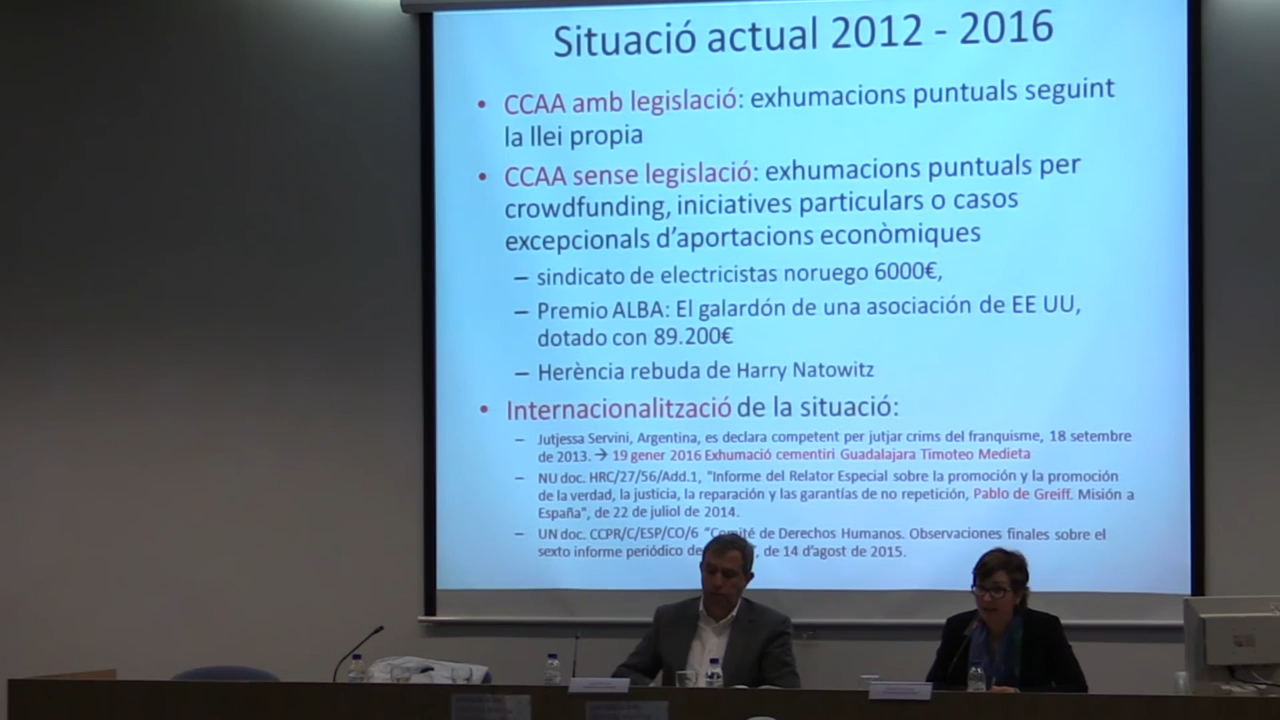 Situació actual 2012 - 2016
• CCAA amb legislació: exhumacions puntuals seguint
la llei propia
• CCAA sense legislació: exhumacions puntuals per
crowdfunding, iniciatives particulars o casos
excepcionals d'aportacions econòmiques
– sindicato de electricistas noruego 6000€,
– Premio ALBA: El galardón de una asociación de EE UU,
dotado con 89.200€
– Herència rebuda de Harry Natowitz
• Internacionalització de la situació:
– Jutjessa Servini, Argentina, es declara competent per jutjar crims del franquisme, 18 setembre
de 2013. → 19 gener 2016 Exhumació cementiri Guadalajara Timoteo Medieta
– NU doc. HRC/27/56/Add.1, "Informe del Relator Especial sobre la promoción y la promoción
de la verdad, la justicia, la reparación y las garantías de no repetición, Pablo de Greiff. Misión a
España", de 22 de juliol de 2014.
– UN doc. CCPR/C/ESP/CO/6 "Comité de Derechos Humanos. Observaciones finales sobre el
sexto informe periódico de , de 14 d'agost de 2015.